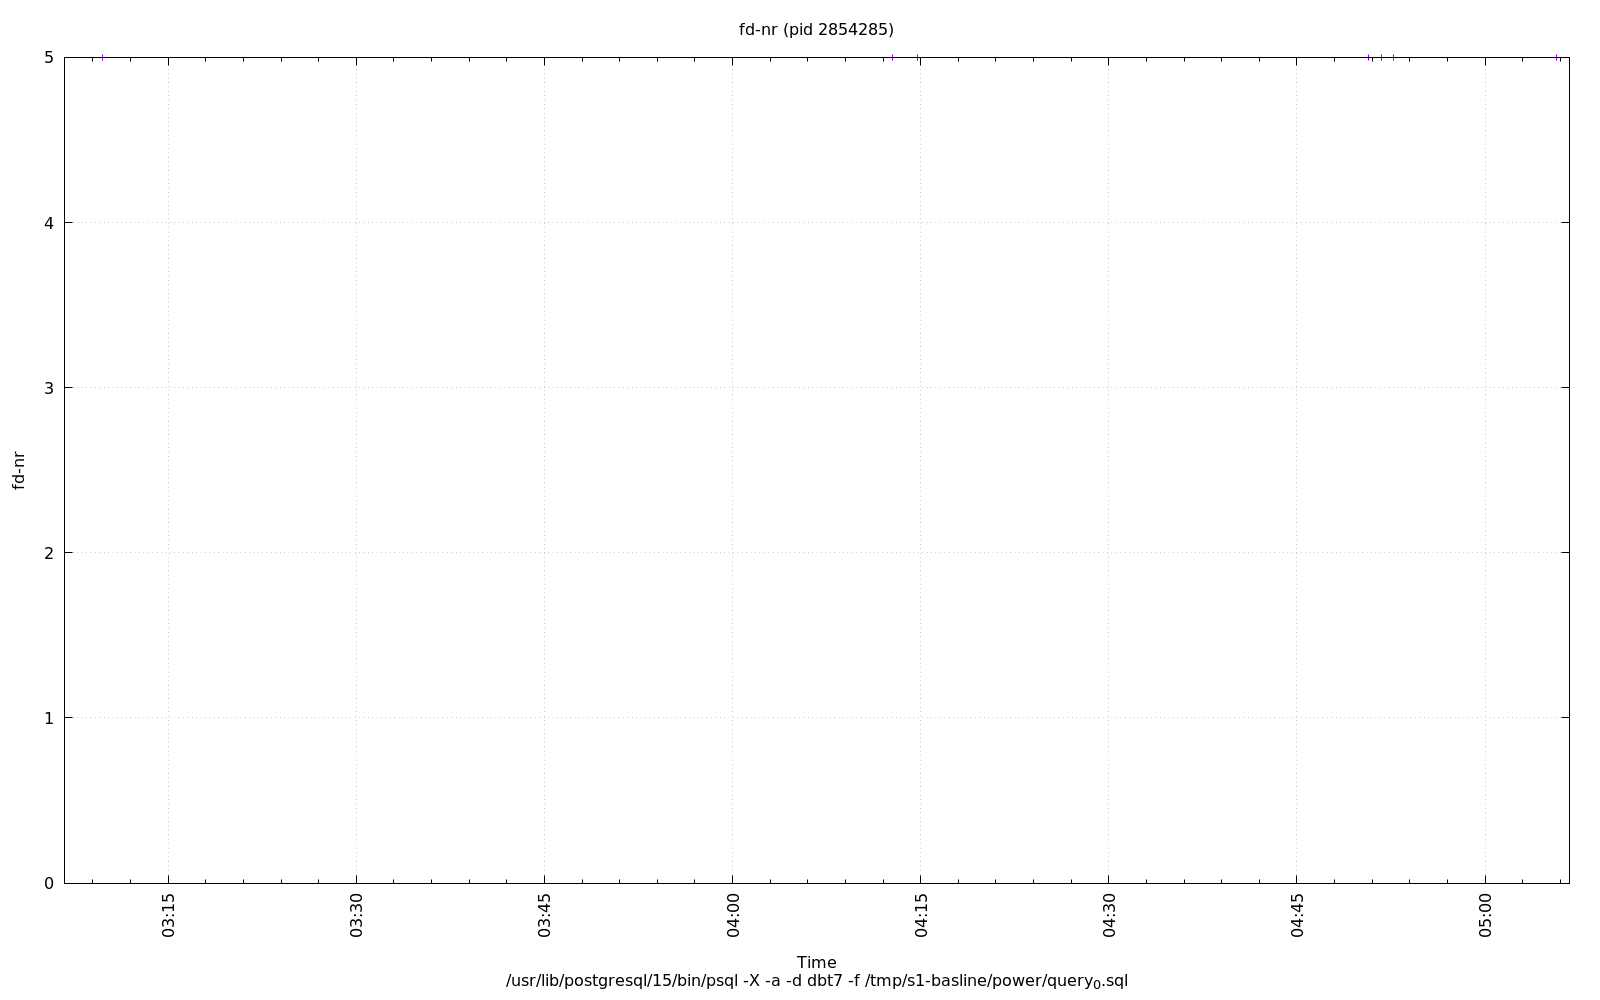 fd-nr (pid 2854285)
5
4
3
2
1
0
fd-nr
03:15 03:30 03:45 04:00 04:15 04:30 04:45 05:00
Time
/usr/lib/postgresql/15/bin/psql -X -a -d dbt7 -f /tmp/s1-basline/power/query₀.sql